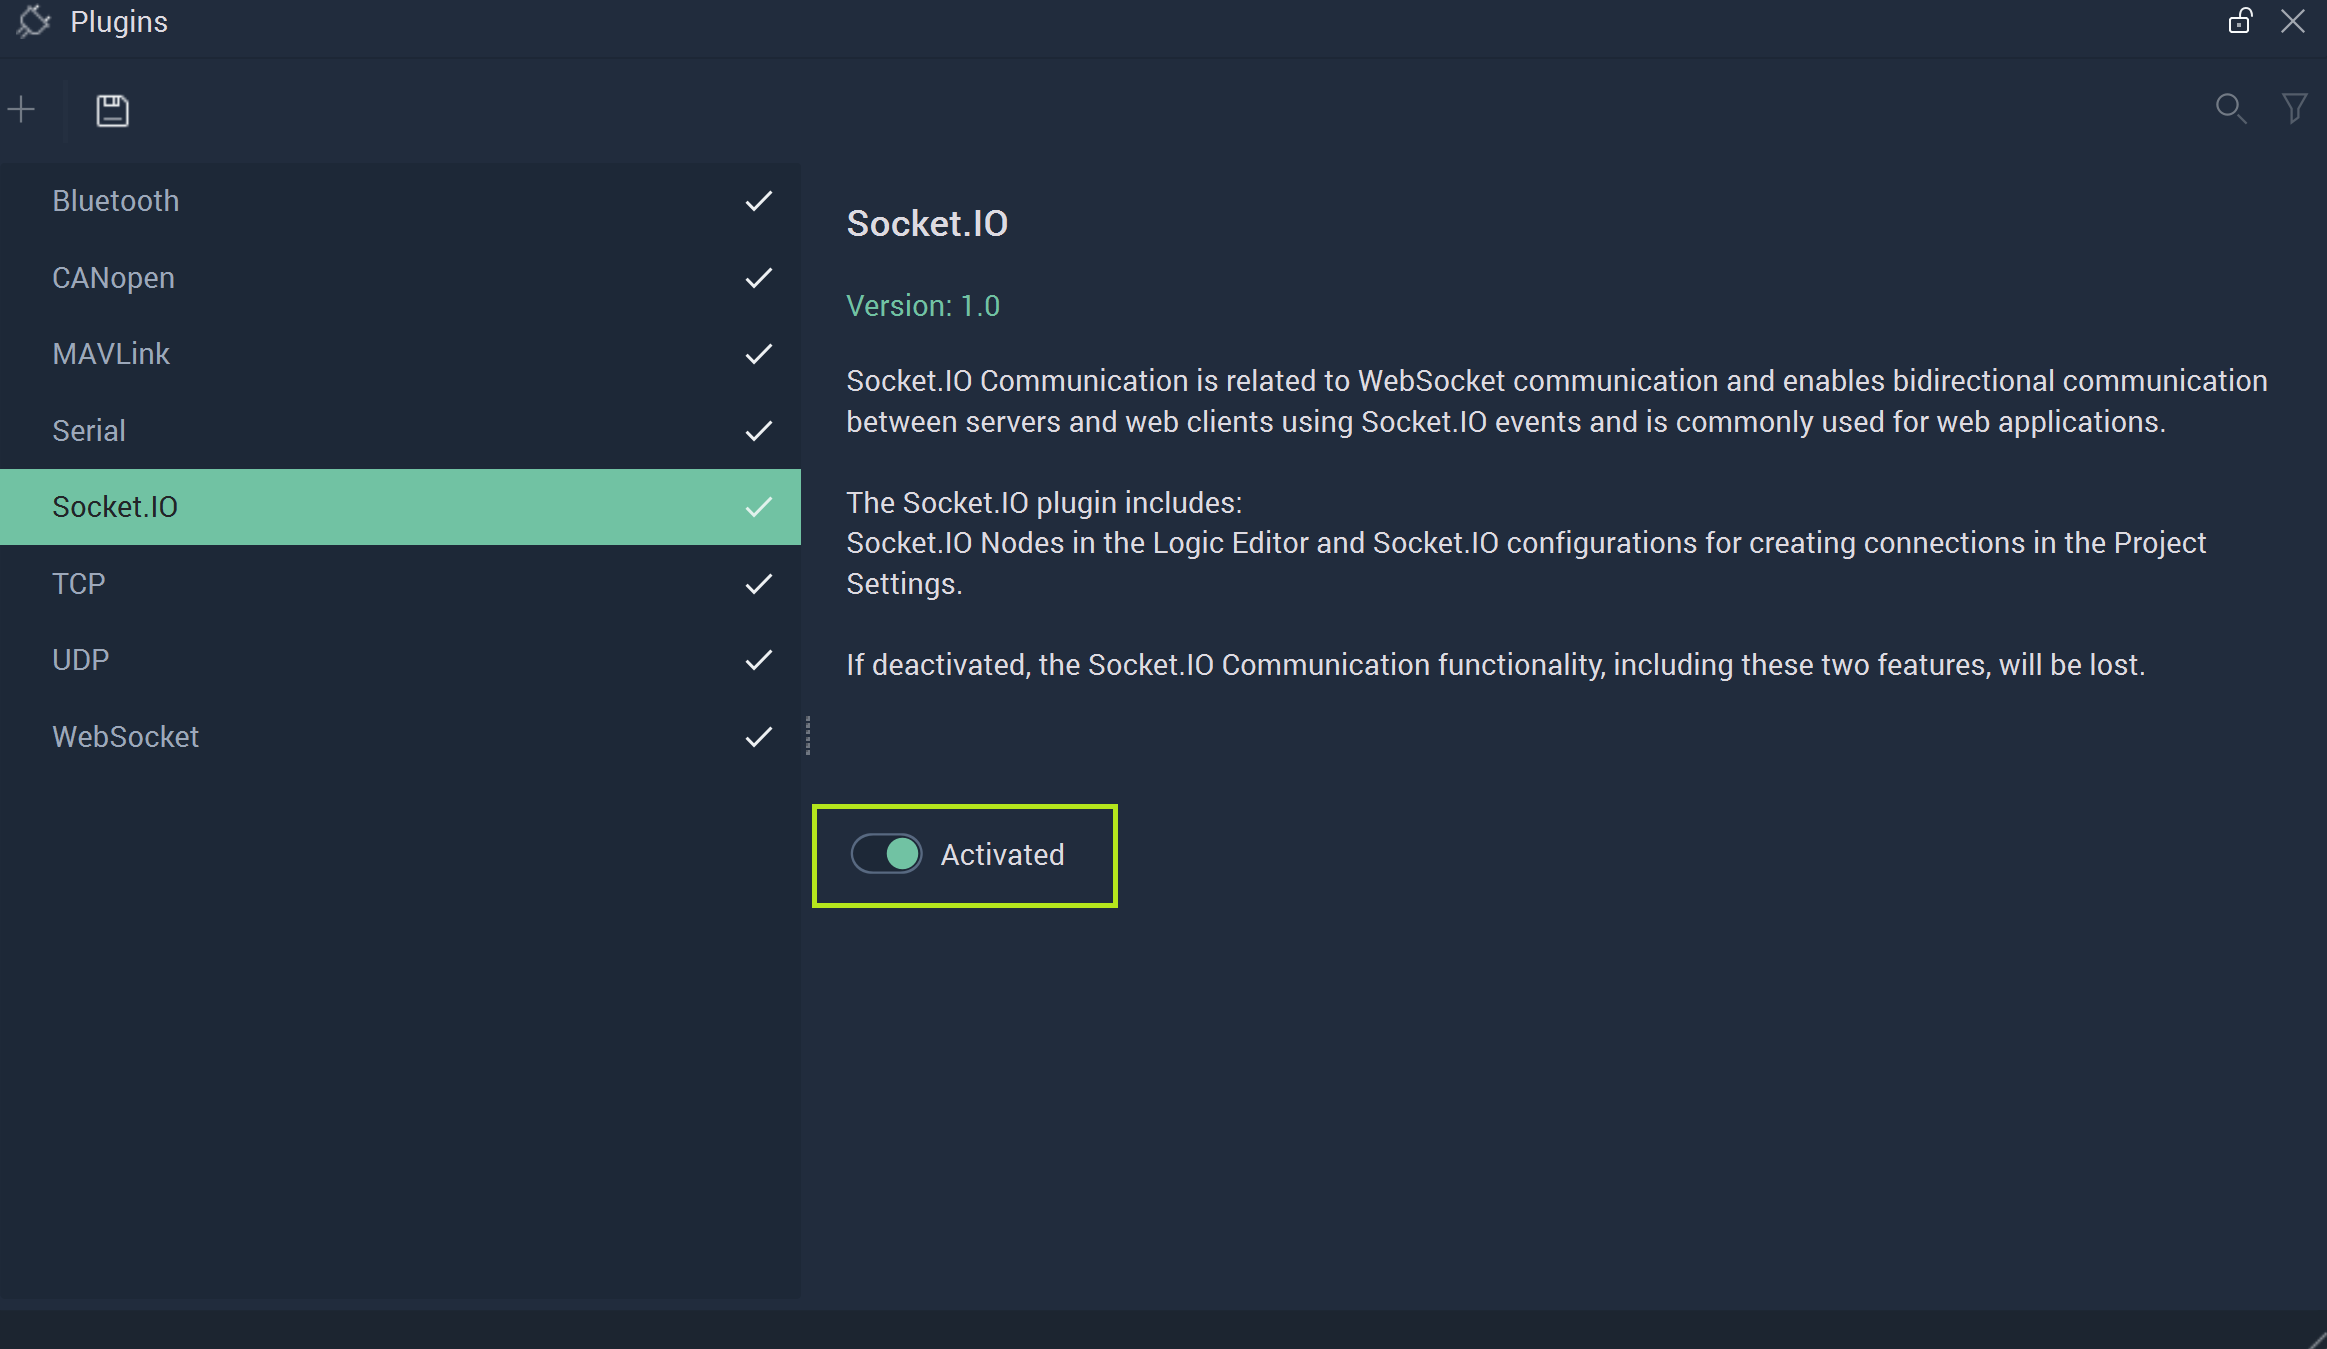 Plugins
Bluetooth
CANopen
MAVLink
Serial
Socket.IO
TCP
UDP
WebSocket
Socket.IO
Version: 1.0
Socket.IO Communication is related to WebSocket communication and enables bidirectional communication
between servers and web clients using Socket.IO events and is commonly used for web applications.
The Socket.IO plugin includes:
Socket.IO Nodes in the Logic Editor and Socket.IO configurations for creating connections in the Project
Settings.
If deactivated, the Socket.IO Communication functionality, including these two features, will be lost.
Activated